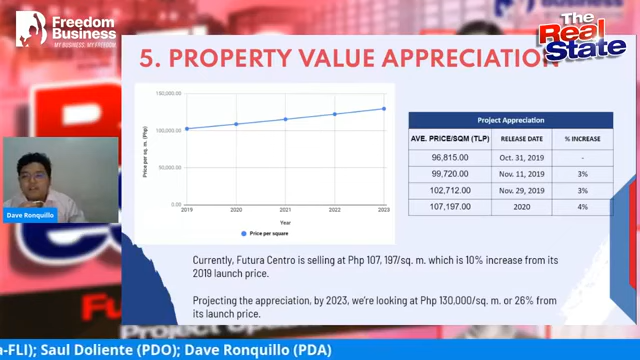 Freedom
Business
MY BUSINESS. MY FREEDOM.
The
Real
State
5. PROPERTY VALUE APPRECIATION
150,000.00
100,000.00
50,000.00
0.00
Price per sq. m. (Php)
2019 2020 2021 2022 2023
Year
Price per square
Project Appreciation
AVE. PRICE/SQM (TLP) RELEASE DATE % INCREASE
96,815.00 Oct. 31, 2019 -
99,720.00 Nov. 11, 2019 3%
102,712.00 Nov. 29, 2019 3%
107,197.00 2020 4%
Dave Ronquillo
Currently, Futura Centro is selling at Php 107, 197/sq. m. which is 10% increase from its
2019 launch price.
Projecting the appreciation, by 2023, we're looking at Php 130,000/sq. m. or 26% from
its launch price.
a-FLI); Saul Doliente (PDO); Dave Ronquillo (PDA)